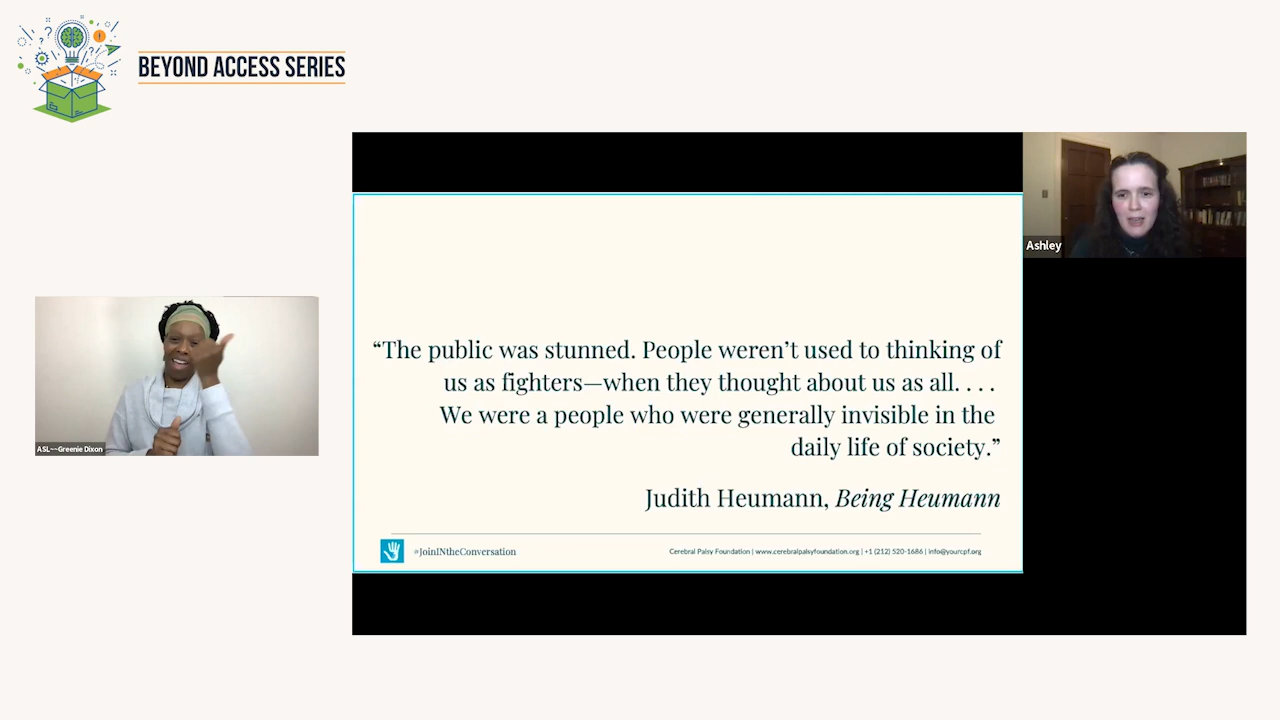 BEYOND ACCESS SERIES
Ashley
“The public was stunned. People weren’t used to thinking of
us as fighters—when they thought about us as all. . . .
We were a people who were generally invisible in the
daily life of society.”
Judith Heumann, Being Heumann
#JoinINtheConversation
Cerebral Palsy Foundation | www.cerebralpalsyfoundation.org | +1 (212) 520-1686 | info@yourcpf.org
ASL~~Greenie Dixon